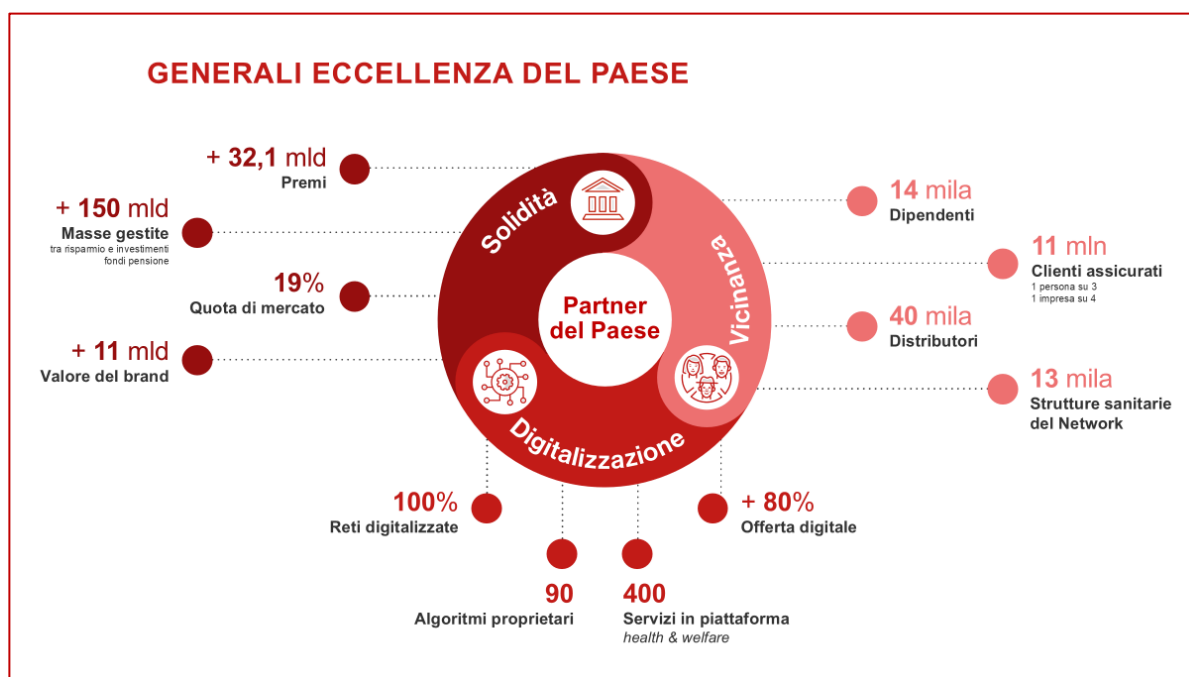 GENERALI ECCELLENZA DEL PAESE
+ 32,1 mld
Premi
+ 150 mld
Masse gestite
tra risparmio e investimenti
fondi pensione
19%
Quota di mercato
+ 11 mld
Valore del brand
Solidità
Vicinanza
Digitalizzazione
Partner
del Paese
14 mila
Dipendenti
11 mln
Clienti assicurati
1 persona su 3
1 impresa su 4
40 mila
Distributori
13 mila
Strutture sanitarie
del Network
100%
Reti digitalizzate
90
Algoritmi proprietari
400
Servizi in piattaforma
health & welfare
+ 80%
Offerta digitale